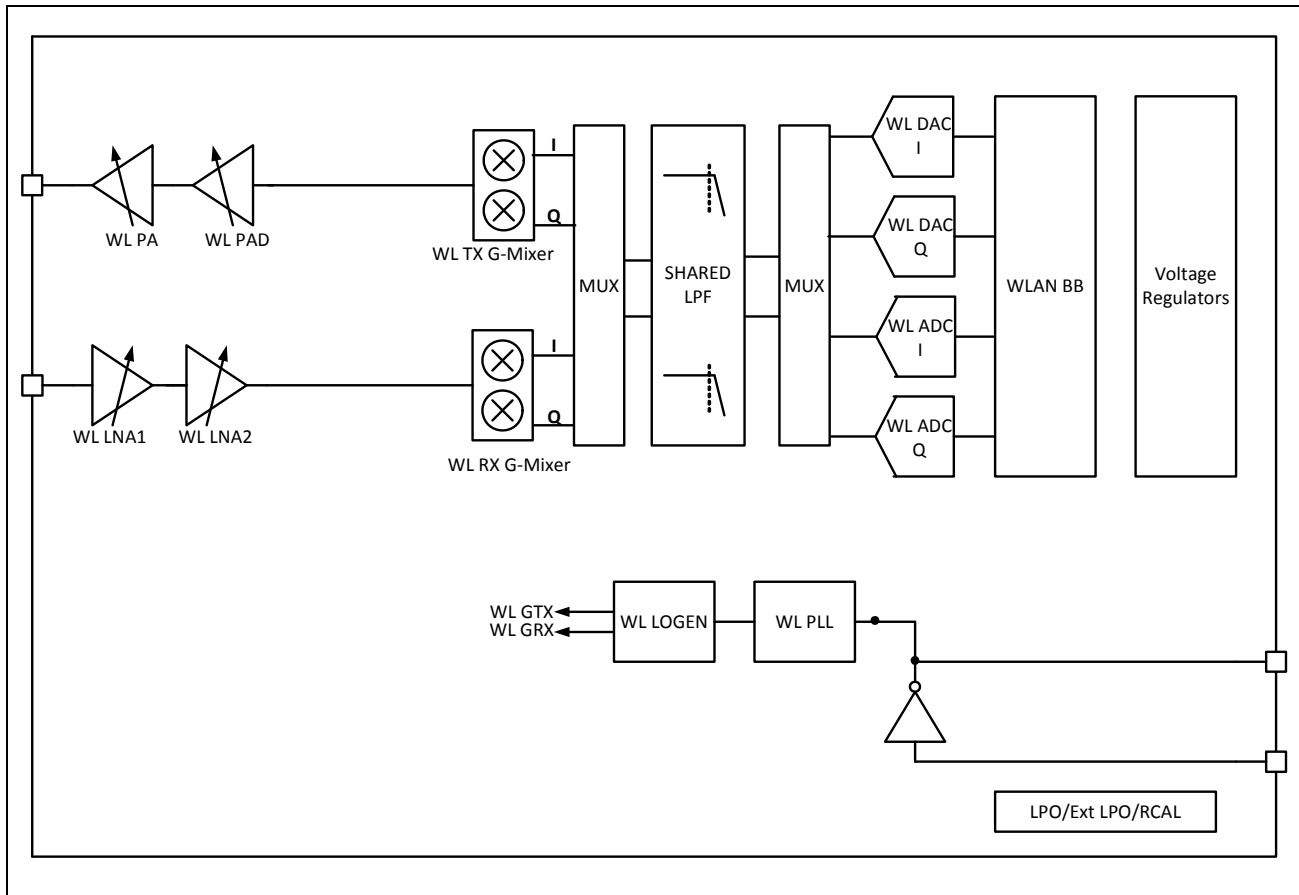 WL DAC
I
I
WL DAC
Q
Q
WL PA
WL PAD
WL TX G-Mixer
MUX
SHARED
LPF
MUX
WLAN BB
Voltage
Regulators
WL ADC
I
I
WL ADC
Q
Q
WL LNA1
WL LNA2
WL RX G-Mixer
WL GTX
WL GRX
WL LOGEN
WL PLL
LPO/Ext LPO/RCAL